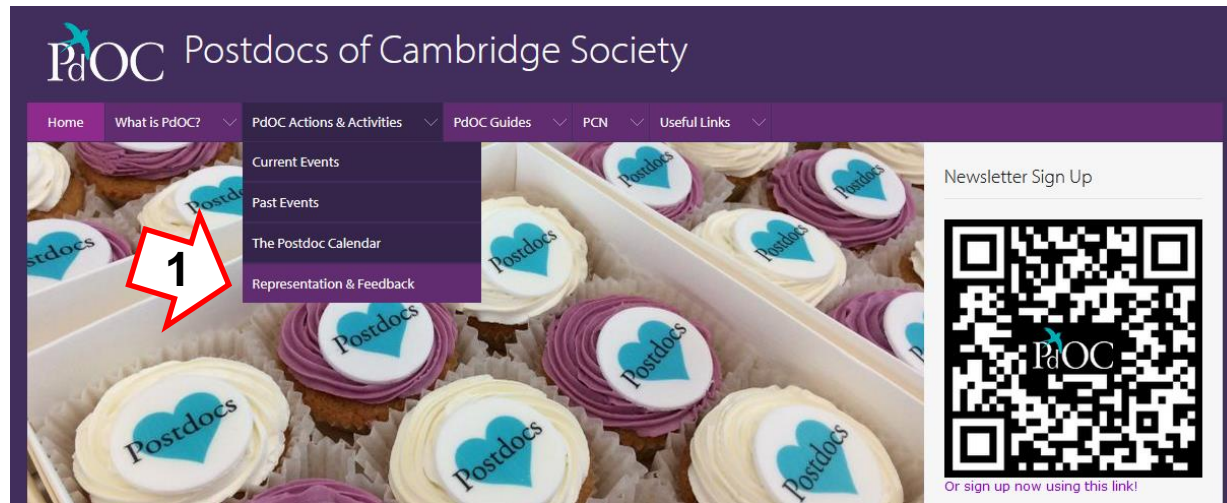 PdOC Postdocs of Cambridge Society
Home What is PdOC? PdOC Actions & Activities PdOC Guides PCN Useful Links
Current Events
Past Events
The Postdoc Calendar
Representation & Feedback
1
Postdocs
Postdocs
Postdocs
Postdocs
Postdocs
Postdocs
Postdocs
Postdocs
Postdocs
Newsletter Sign Up
PdOC
Or sign up now using this link!